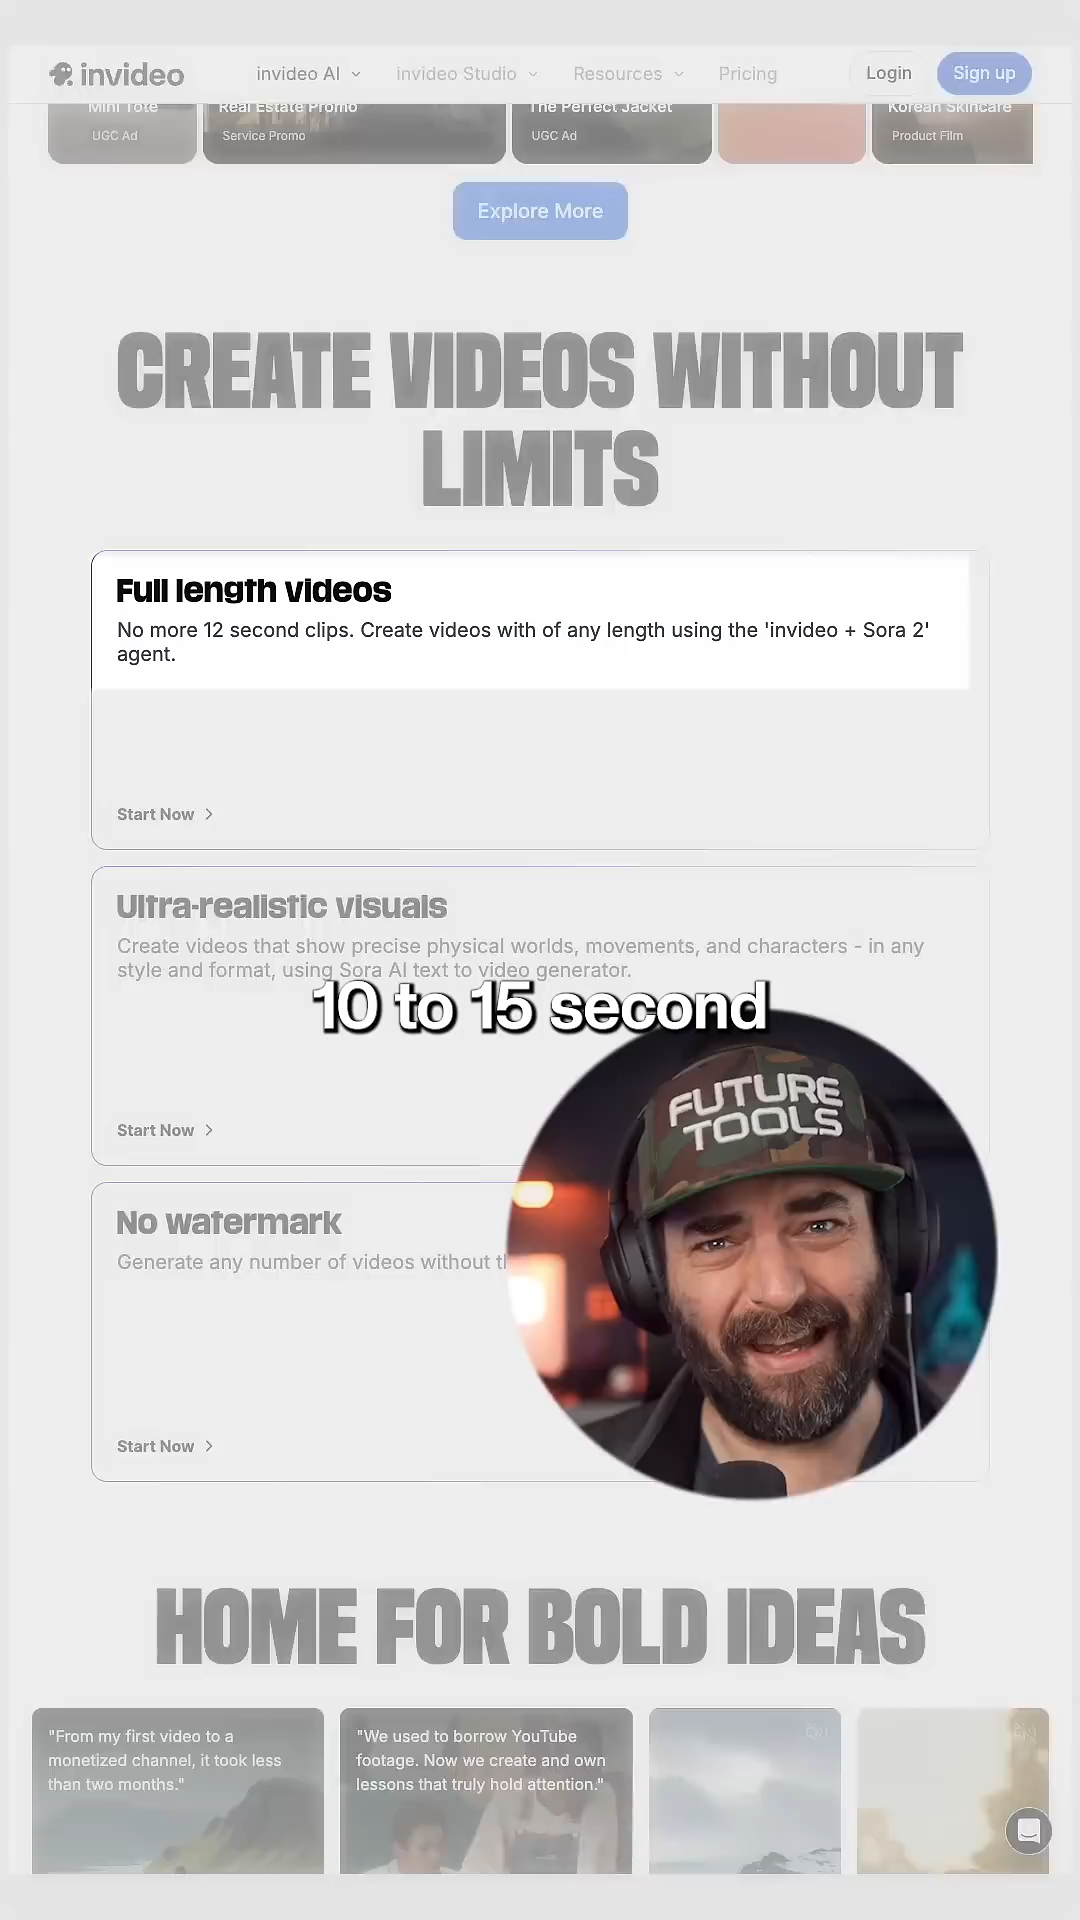 invideo
invideo AI
invideo Studio
Resources
Pricing
Login
Sign up
Mini Tote
UGC Ad
Real Estate Promo
Service Promo
The Perfect Jacket
UGC Ad
Korean Skincare
Product Film
Explore More
CREATE VIDEOS WITHOUT
LIMITS
Full length videos
No more 12 second clips. Create videos with of any length using the 'invideo + Sora 2'
agent.
Start Now
Ultra-realistic visuals
Create videos that show precise physical worlds, movements, and characters - in any
style and format, using Sora AI text to video generator.
10 to 15 second
Start Now
FUTURE
TOOLS
No watermark
Generate any number of videos without
Start Now
HOME FOR BOLD IDEAS
"From my first video to a
monetized channel, it took less
than two months."
"We used to borrow YouTube
footage. Now we create and own
lessons that truly hold attention."